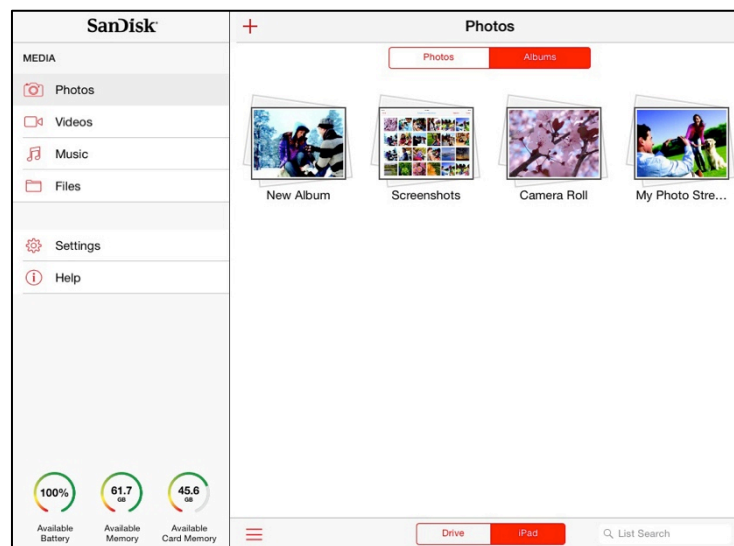 SanDisk
MEDIA
Photos
Videos
Music
Files
Settings
Help
100%
61.7
GB
45.6
GB
Available
Battery
Available
Memory
Available
Card Memory
Photos
Photos
Albums
New Album
Screenshots
Camera Roll
My Photo Stre...
Drive
iPad
List Search